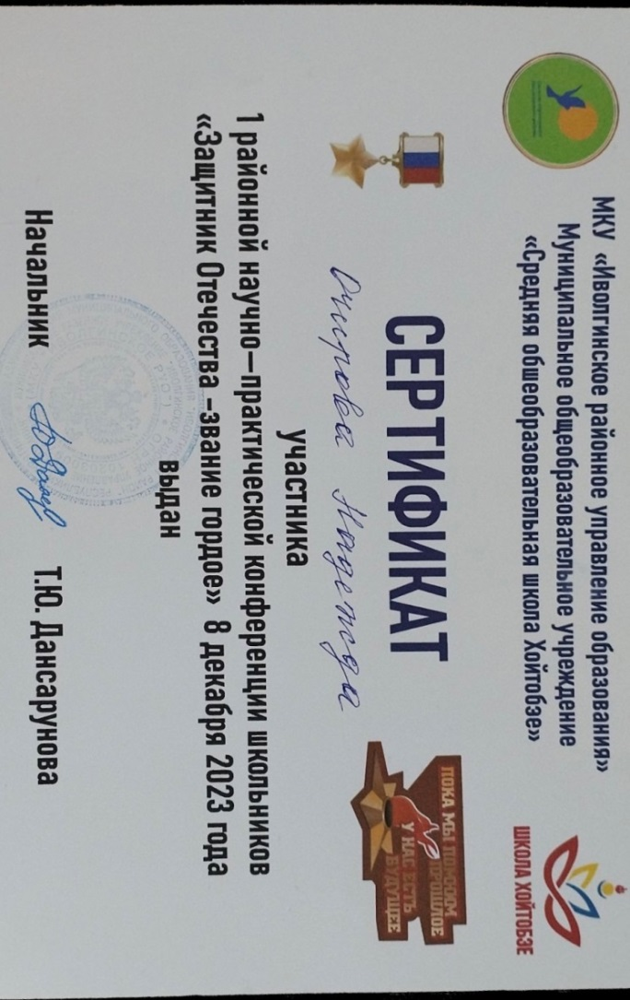 МКУ «Иволгинское районное управление образования»
Муниципальное общеобразовательное учреждение
«Средняя обшеобразовательная школа Хойтобэе»
ШКОЛА ХОЙТОБЭЕ
СЕРТИФИКАТ
ПОКА МЫ ПОМНИМ
ПРОШЛОЕ
У НАС ЕСТЬ
БУДУЩЕЕ
Очирова Надежда
участника
1 районной научно–практической конференции школьников
«Защитник Отечества –звание гордое» 8 декабря 2023 года
выдан
Начальник Т.Ю. Дансарунова